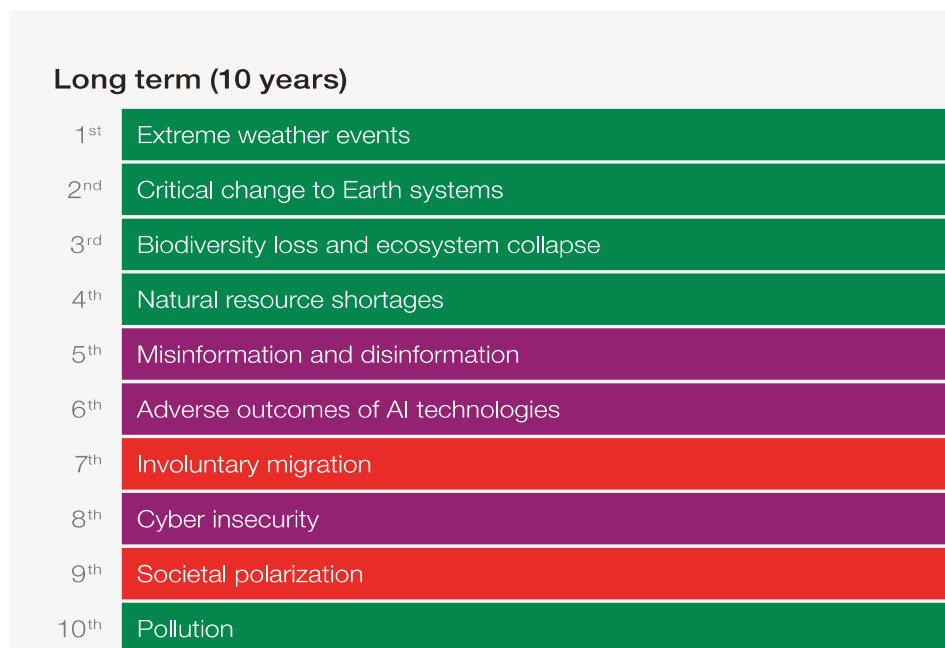 Long term (10 years)
1st Extreme weather events
2nd Critical change to Earth systems
3rd Biodiversity loss and ecosystem collapse
4th Natural resource shortages
5th Misinformation and disinformation
6th Adverse outcomes of AI technologies
7th Involuntary migration
8th Cyber insecurity
9th Societal polarization
10th Pollution